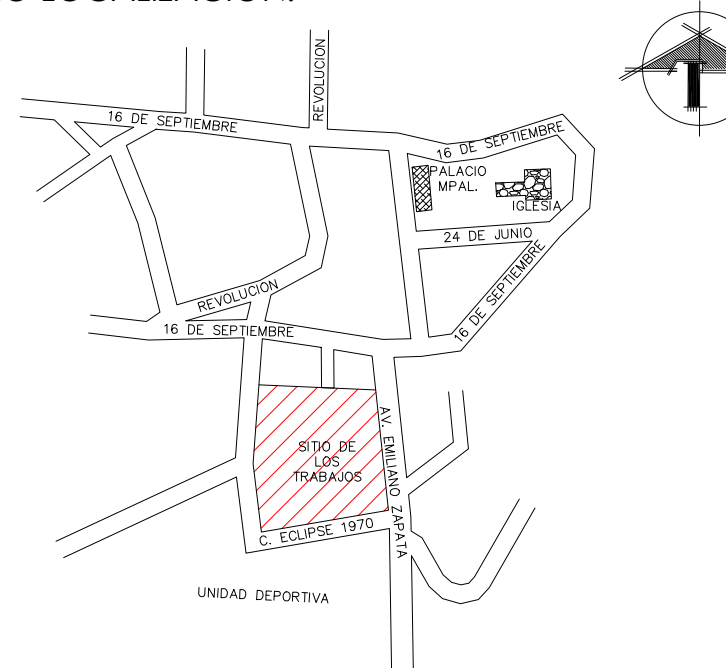 REVOLUCION
16 DE SEPTIEMBRE
16 DE SEPTIEMBRE
PALACIO
MPAL.
IGLESIA
24 DE JUNIO
16 DE SEPTIEMBRE
REVOLUCION
16 DE SEPTIEMBRE
SITIO DE
LOS
TRABAJOS
AV. EMILIANO ZAPATA
C. ECLIPSE 1970
UNIDAD DEPORTIVA